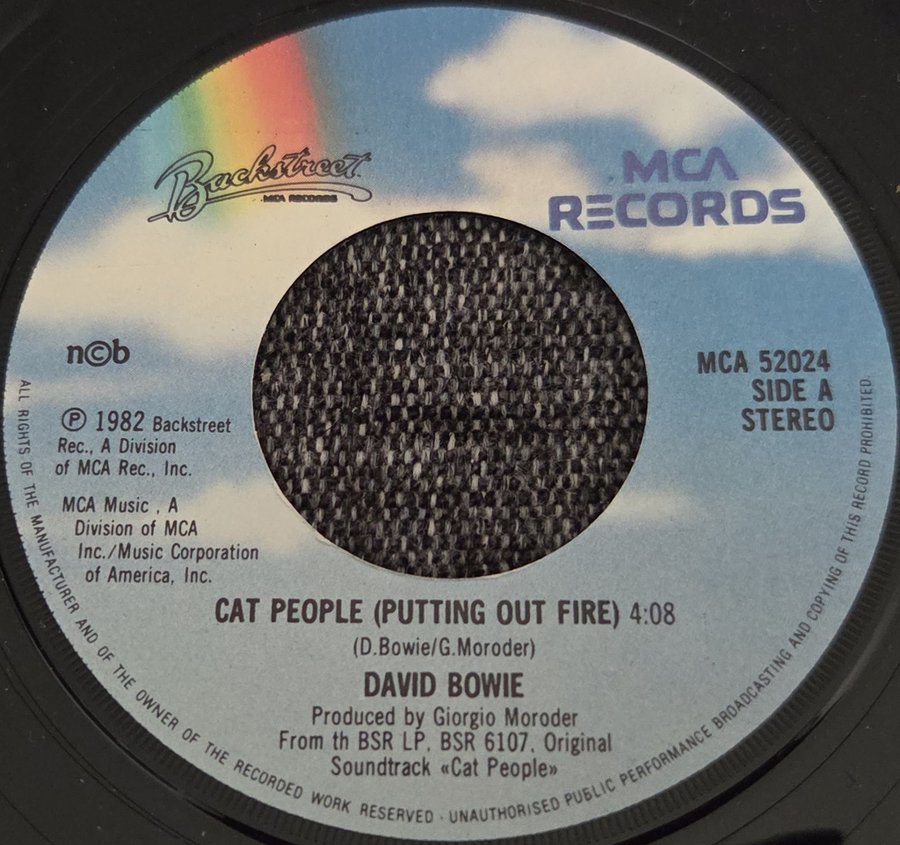 Backstreet
MCA RECORDS
MCA
RECORDS
n©b
MCA 52024
SIDE A
STEREO
℗ 1982 Backstreet
Rec., A Division
of MCA Rec., Inc.
MCA Music , A
Division of MCA
Inc./Music Corporation
of America, Inc.
CAT PEOPLE (PUTTING OUT FIRE) 4:08
(D.Bowie/G.Moroder)
DAVID BOWIE
Produced by Giorgio Moroder
From th BSR LP. BSR 6107. Original
Soundtrack «Cat People»
ALL RIGHTS OF THE MANUFACTURER AND OF THE OWNER OF THE RECORDED WORK RESERVED · UNAUTHORISED PUBLIC PERFORMANCE BROADCASTING AND COPYING OF THIS RECORD PROHIBITED.